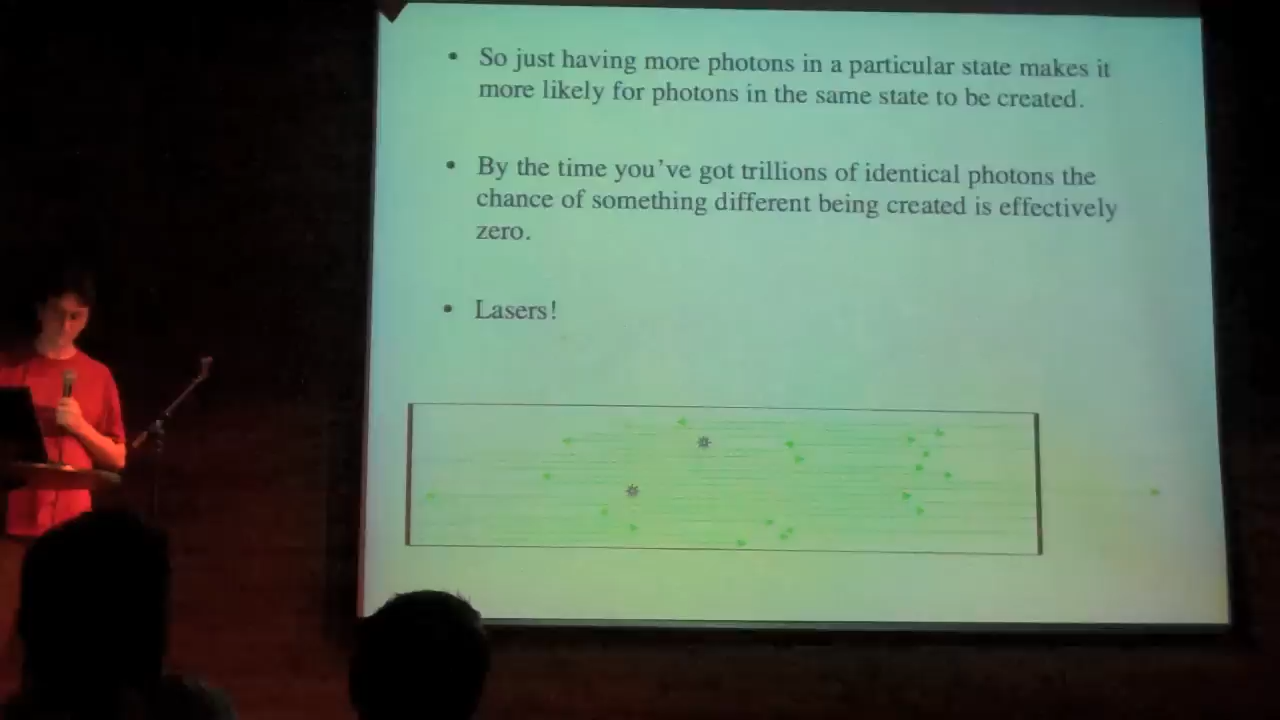 • So just having more photons in a particular state makes it
more likely for photons in the same state to be created.
• By the time you've got trillions of identical photons the
chance of something different being created is effectively
zero.
• Lasers!